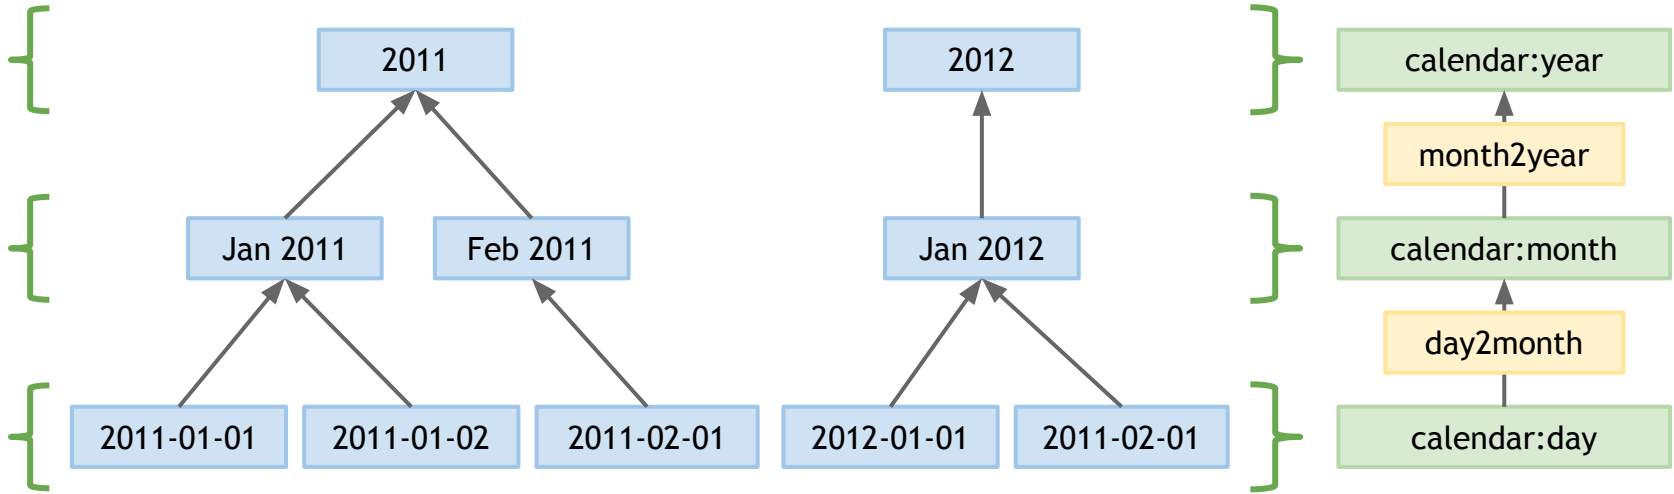 2011
2012
calendar:year
month2year
Jan 2011
Feb 2011
Jan 2012
calendar:month
day2month
2011-01-01
2011-01-02
2011-02-01
2012-01-01
2011-02-01
calendar:day